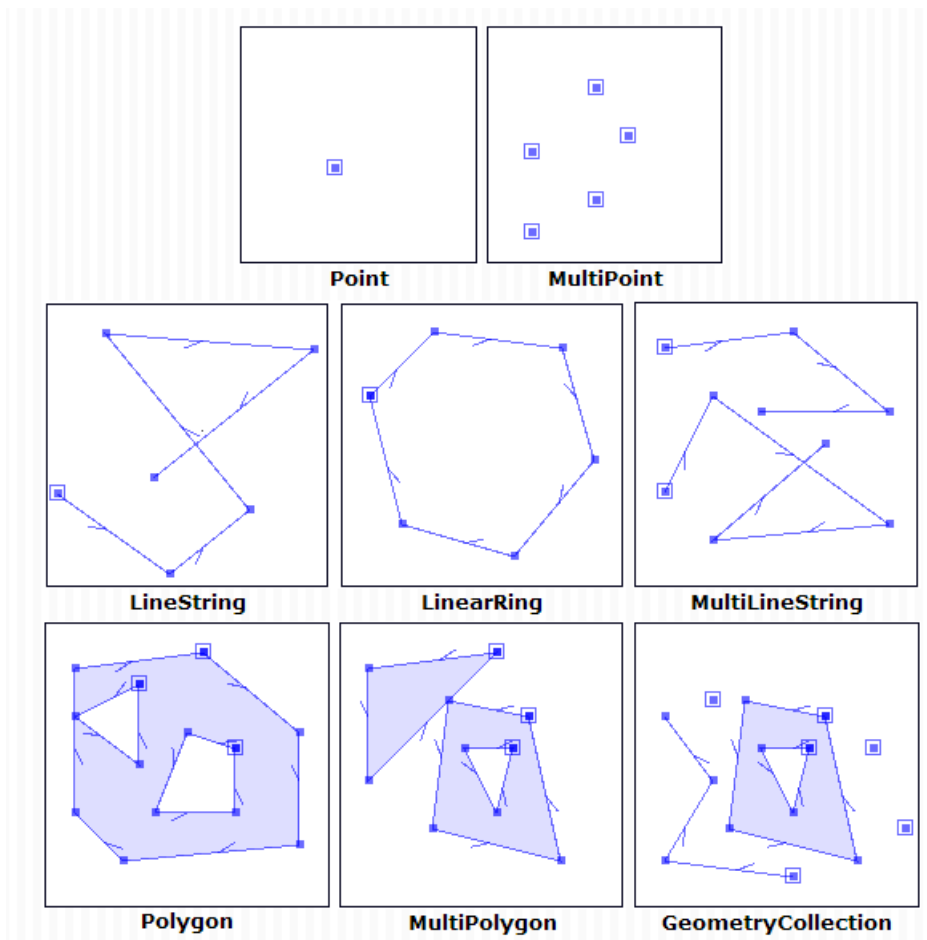 Point
MultiPoint
LineString
LinearRing
MultiLineString
Polygon
MultiPolygon
GeometryCollection